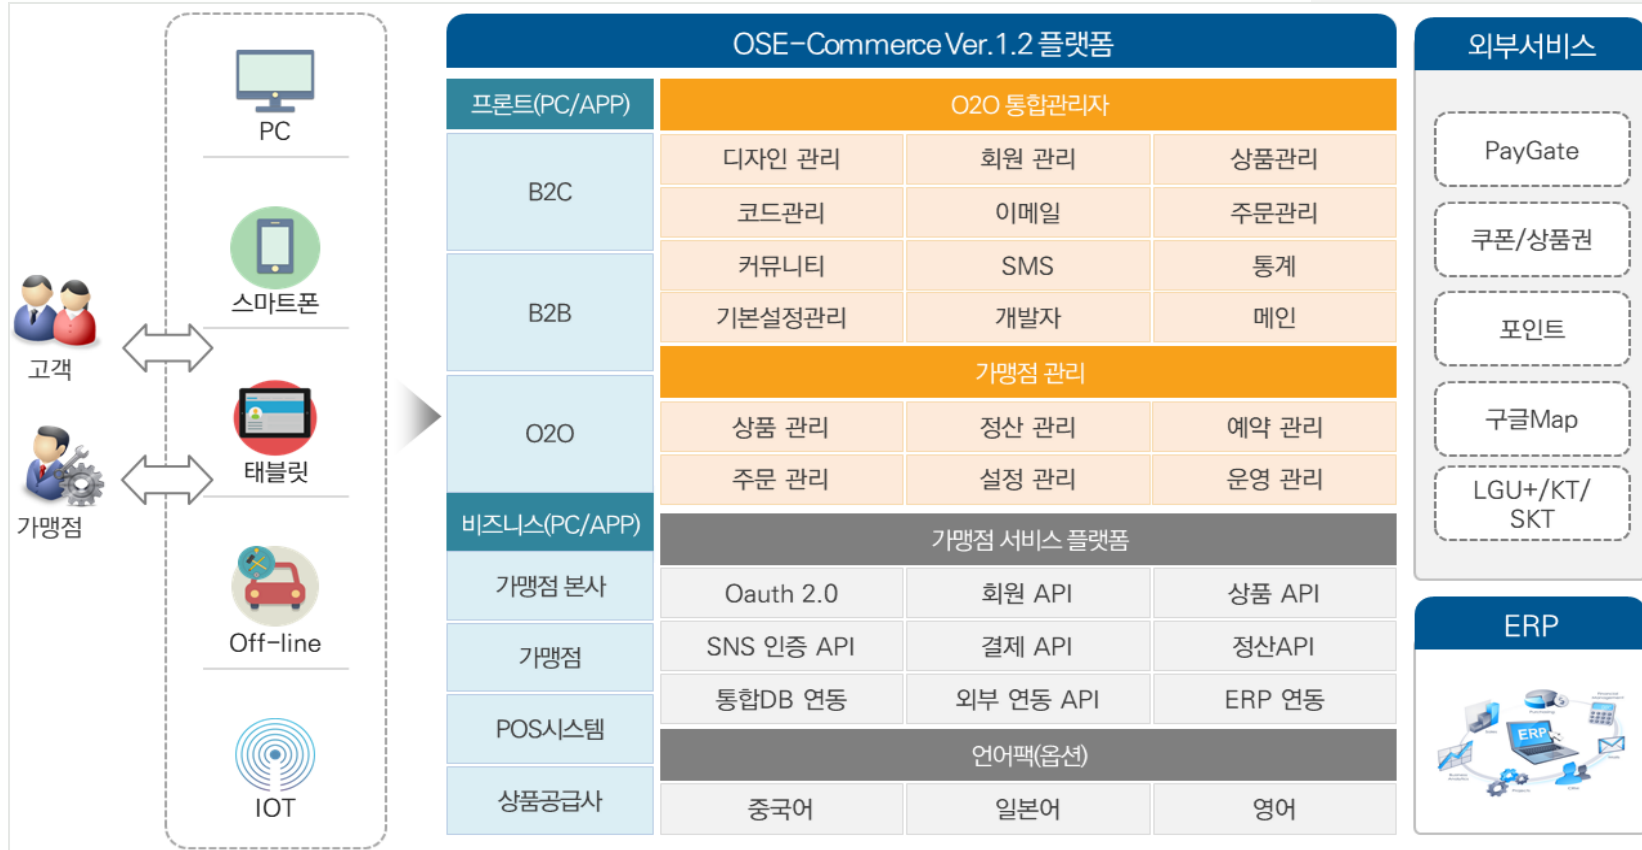 고객
가맹점
PC
스마트폰
태블릿
Off-line
IOT
OSE-Commerce Ver.1.2 플랫폼
프론트(PC/APP)
B2C
B2B
O2O
비즈니스(PC/APP)
가맹점 본사
가맹점
POS시스템
상품공급사
O2O 통합관리자
디자인 관리 회원 관리 상품관리
코드관리 이메일 주문관리
커뮤니티 SMS 통계
기본설정관리 개발자 메인
가맹점 관리
상품 관리 정산 관리 예약 관리
주문 관리 설정 관리 운영 관리
가맹점 서비스 플랫폼
Oauth 2.0 회원 API 상품 API
SNS 인증 API 결제 API 정산API
통합DB 연동 외부 연동 API ERP 연동
언어팩(옵션)
중국어 일본어 영어
외부서비스
PayGate
쿠폰/상품권
포인트
구글Map
LGU+/KT/
SKT
ERP
ERP